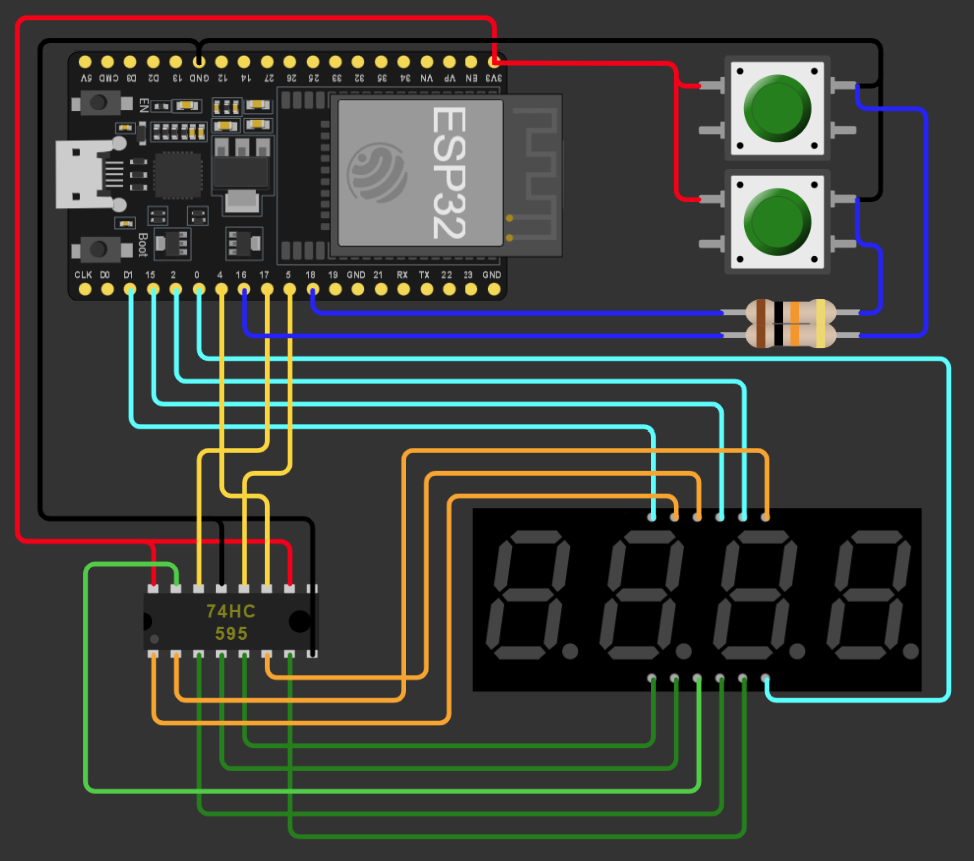 5V CMD D3 D2 13 GND 12 14 27 26 25 33 32 35 34 VN VP EN 3V3
EN
ESP32
Boot
CLK D0 D1 15 2 0 4 16 17 5 18 19 GND 21 RX TX 22 23 GND
74HC
595